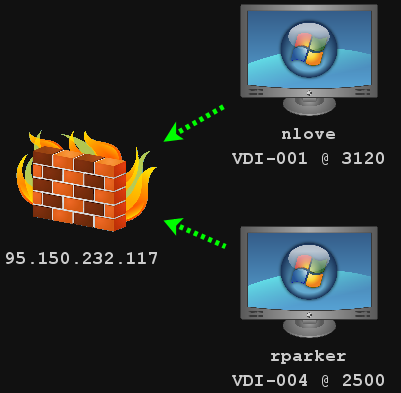 nlove
VDI-001 @ 3120
95.150.232.117
rparker
VDI-004 @ 2500